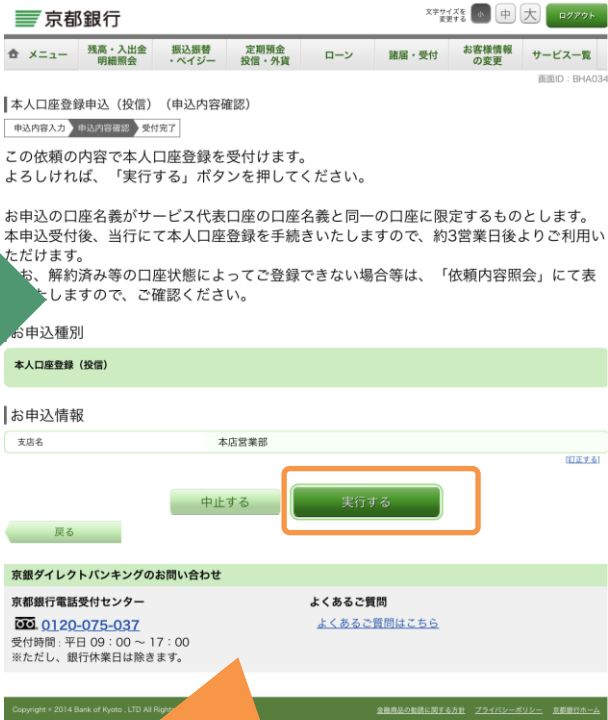 京都銀行
文字サイズを
変更する
小 中 大
ログアウト
メニュー
残高・入出金
明細照会
振込振替
・ペイジー
定期預金
投信・外貨
ローン
諸届・受付
お客様情報
の変更
サービス一覧
画面ID：BHA034
本人口座登録申込（投信）（申込内容確認）
申込内容入力 申込内容確認 受付完了
この依頼の内容で本人口座登録を受付けます。
よろしければ、「実行する」ボタンを押してください。
お申込の口座名義がサービス代表口座の口座名義と同一の口座に限定するものとします。
本申込受付後、当行にて本人口座登録を手続きいたしますので、約3営業日後よりご利用い
ただけます。
お、解約済み等の口座状態によってご登録できない場合等は、「依頼内容照会」にて表
たしますので、ご確認ください。
お申込種別
本人口座登録（投信）
お申込情報
支店名 本店営業部
[訂正する]
中止する 実行する
戻る
京銀ダイレクトバンキングのお問い合わせ
京都銀行電話受付センター
0120-075-037
受付時間：平日 09：00 ～ 17：00
※ただし、銀行休業日は除きます。
よくあるご質問
よくあるご質問はこちら
Copyright © 2014 Bank of Kyoto , LTD All
金融商品の勧誘に関する方針 プライバシーポリシー 京都銀行ホーム